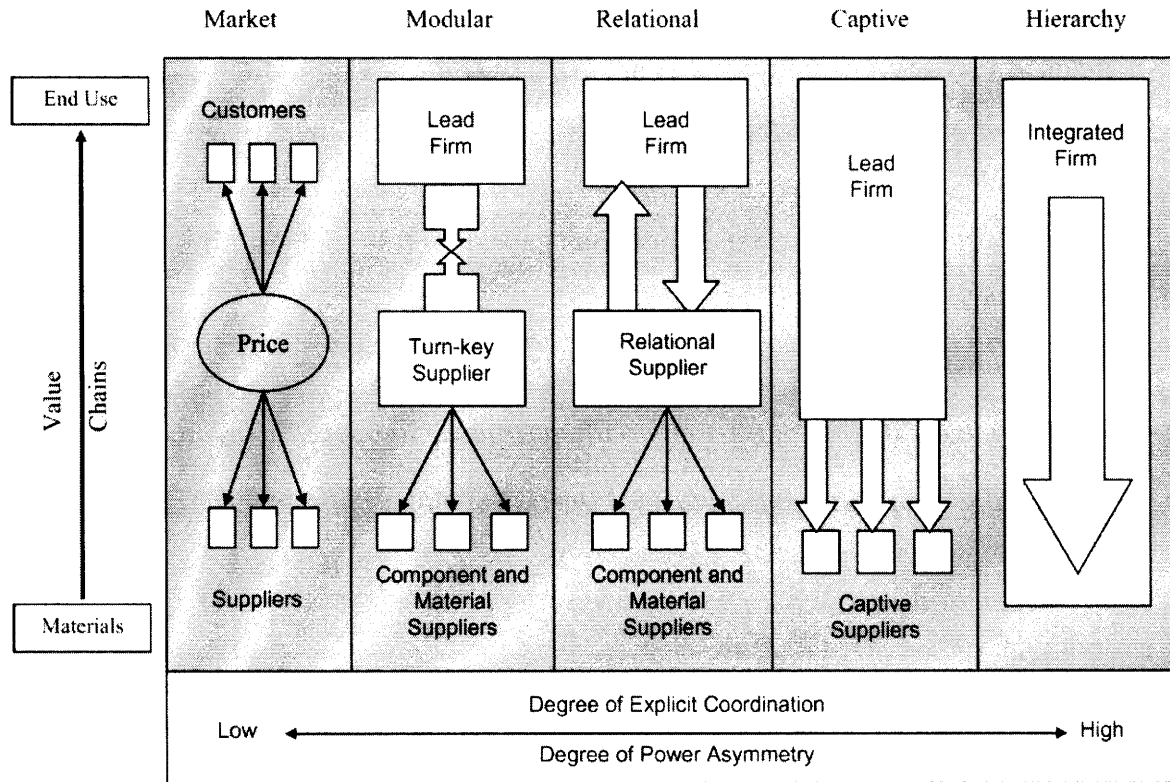 Market
Modular
Relational
Captive
Hierarchy
End Use
Value
Chains
Materials
Customers
Price
Suppliers
Lead
Firm
Turn-key
Supplier
Component and
Material
Suppliers
Lead
Firm
Relational
Supplier
Component and
Material
Suppliers
Lead
Firm
Captive
Suppliers
Integrated
Firm
Degree of Explicit Coordination
Low
High
Degree of Power Asymmetry